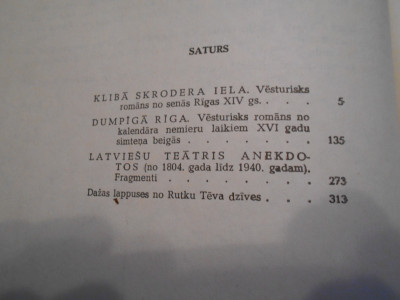 SATURS
KLIBĀ SKRODERA IELA. Vēsturisks
romāns no senās Rīgas XIV gs. . . . 5
DUMPĪGĀ RĪGA. Vēsturisks romāns no
kalendāra nemieru laikiem XVI gadu
simteņa beigās . . . . . . 135
LATVIEŠU TEĀTRIS ANEKDO-
TOS (no 1804. gada līdz 1940. gadam),
Fragmenti . . . . . . . 273
Dažas lappuses no Rutku Tēva dzīves . . . 313